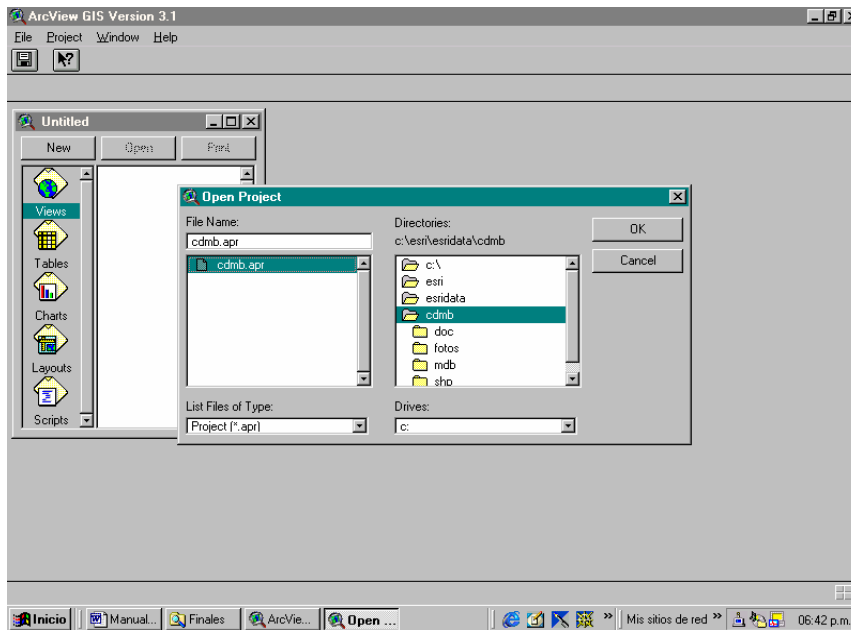 ArcView GIS Version 3.1
File Project Window Help
Untitled
New Open Print
Views
Tables
Charts
Layouts
Scripts
Open Project
File Name:
cdmb.apr
cdmb.apr
List Files of Type:
Project (*.apr)
Directories:
c:\esri\esridata\cdmb
c:\
esri
esridata
cdmb
doc
fotos
mdb
shp
Drives:
c:
OK
Cancel
Inicio Manual... Finales ArcVie... Open ... » Mis sitios de red » 06:42 p.m.